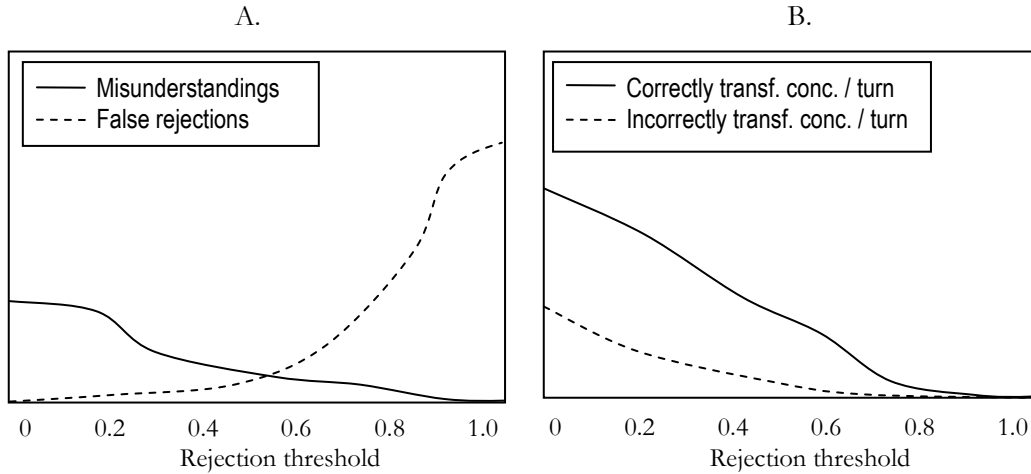 A.
Misunderstandings
False rejections
0 0.2 0.4 0.6 0.8 1.0
Rejection threshold
B.
Correctly transf. conc. / turn
Incorrectly transf. conc. / turn
0 0.2 0.4 0.6 0.8 1.0
Rejection threshold